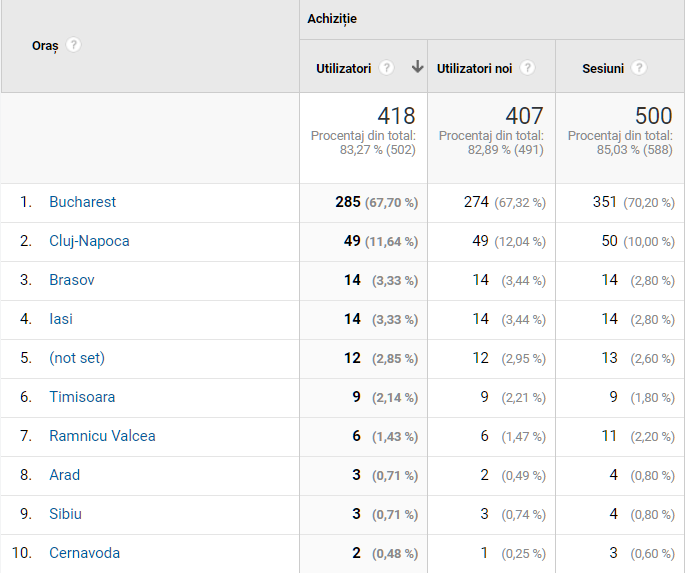 Achiziție
Oraș ?
Utilizatori ? Utilizatori noi ? Sesiuni ?
418 407 500
Procentaj din total: Procentaj din total: Procentaj din total:
83,27 % (502) 82,89 % (491) 85,03 % (588)
1. Bucharest 285 (67,70 %) 274 (67,32 %) 351 (70,20 %)
2. Cluj-Napoca 49 (11,64 %) 49 (12,04 %) 50 (10,00 %)
3. Brasov 14 (3,33 %) 14 (3,44 %) 14 (2,80 %)
4. Iasi 14 (3,33 %) 14 (3,44 %) 14 (2,80 %)
5. (not set) 12 (2,85 %) 12 (2,95 %) 13 (2,60 %)
6. Timisoara 9 (2,14 %) 9 (2,21 %) 9 (1,80 %)
7. Ramnicu Valcea 6 (1,43 %) 6 (1,47 %) 11 (2,20 %)
8. Arad 3 (0,71 %) 2 (0,49 %) 4 (0,80 %)
9. Sibiu 3 (0,71 %) 3 (0,74 %) 4 (0,80 %)
10. Cernavoda 2 (0,48 %) 1 (0,25 %) 3 (0,60 %)